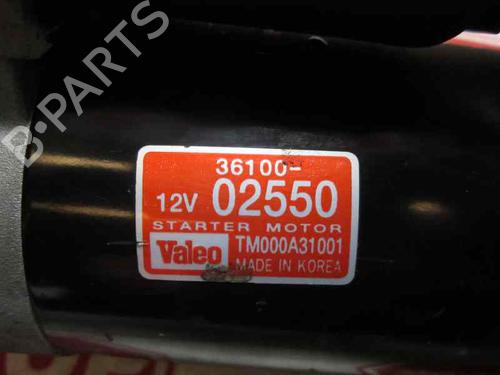 B-PARTS
36100-
12V 02550
STARTER MOTOR
Valeo TM000A31001
MADE IN KOREA